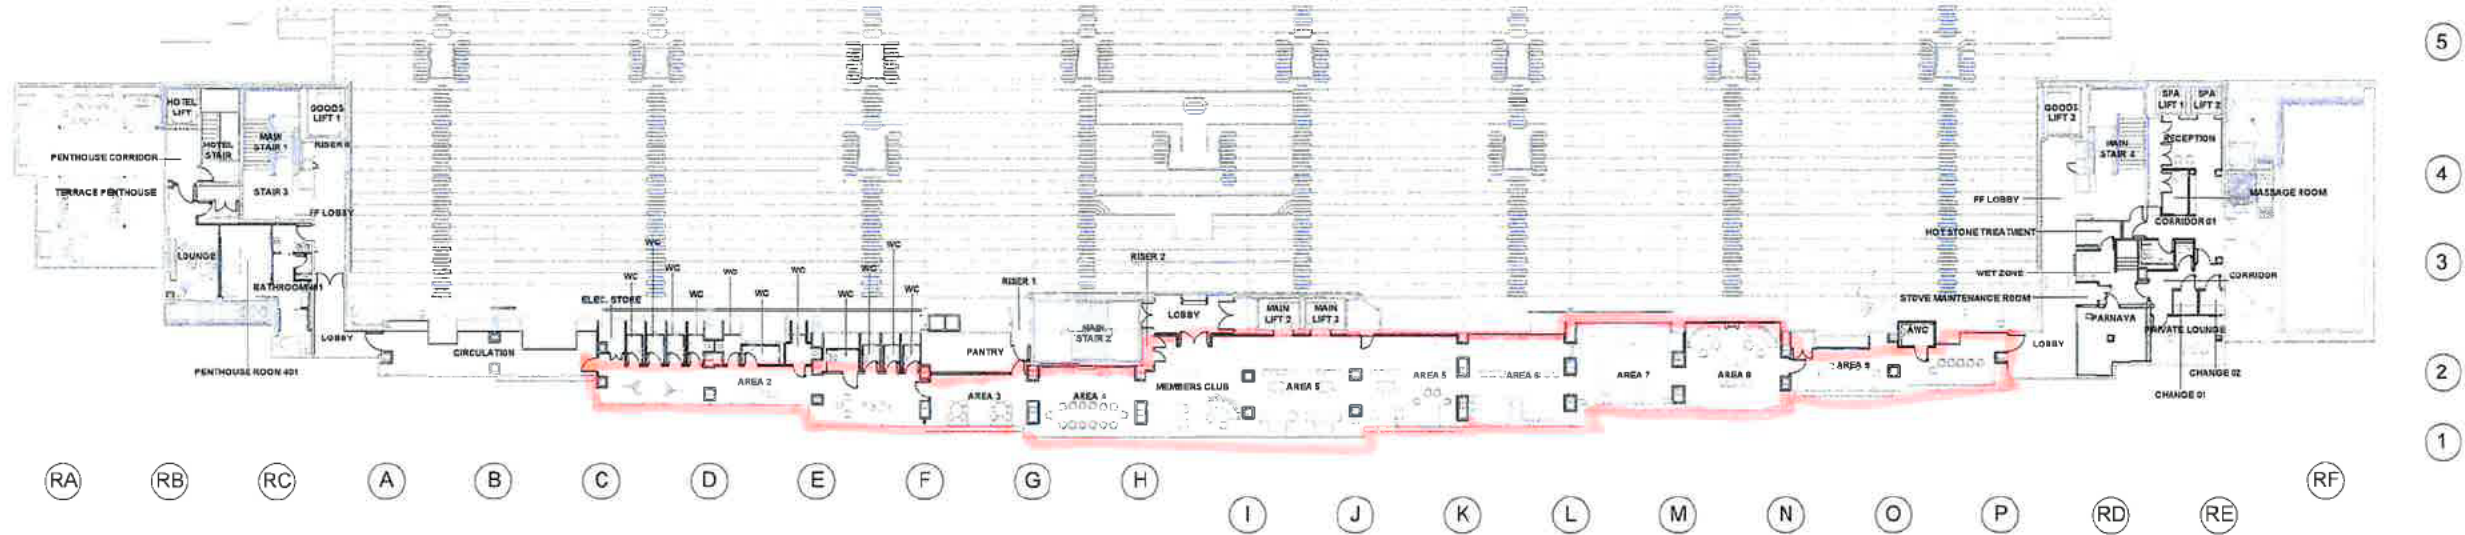 5
HOTEL
LIFT
GOODS
LIFT 1
HOTEL
STAIR
MAIN
STAIR 1
PENTHOUSE CORRIDOR
TERRACE PENTHOUSE
STAIR 3
FF LOBBY
LOUNGE
BATHROOM 401
LOBBY
PENTHOUSE ROOM 401
CIRCULATION
ELEC. STORE
WC
WC
WC
WC
WC
WC
WC
WC
WC
WC
WC
AREA 2
PANTRY
RISER 1
RISER 2
MAIN
STAIR 2
LOBBY
MAIN
LIFT 2
MAIN
LIFT 3
AREA 3
AREA 4
MEMBERS CLUB
AREA 5
AREA 5
AREA 6
AREA 7
AREA 8
AREA 9
AWC
LOBBY
GOODS
LIFT 2
MAIN
STAIR 4
SPA
LIFT 1
SPA
LIFT 2
RECEPTION
4
MASSAGE ROOM
FF LOBBY
CORRIDOR 01
HOT STONE TREATMENT
3
WET ZONE
CORRIDOR
STOVE MAINTENANCE ROOM
PARNAYA
PRIVATE LOUNGE
CHANGE 02
CHANGE 01
2
1
RA
RB
RC
A
B
C
D
E
F
G
H
I
J
K
L
M
N
O
P
RD
RE
RF